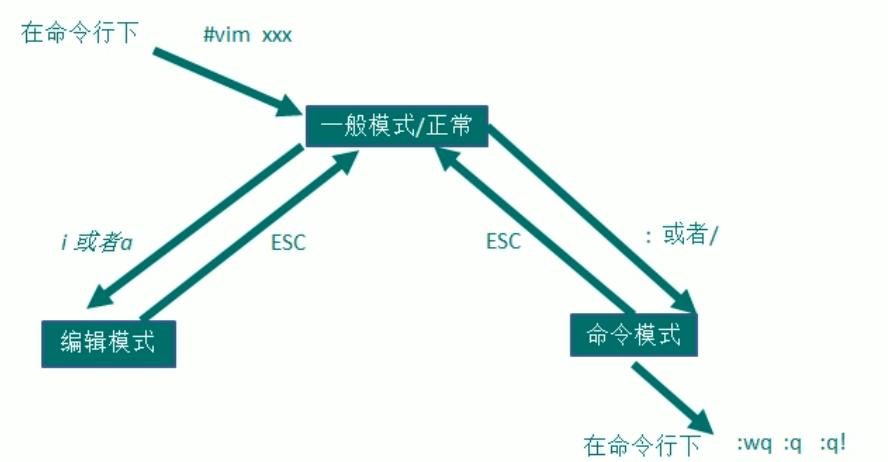 在命令行下 #vim xxx
一般模式/正常
i 或者a
ESC
ESC
: 或者/
编辑模式
命令模式
在命令行下 :wq :q :q!